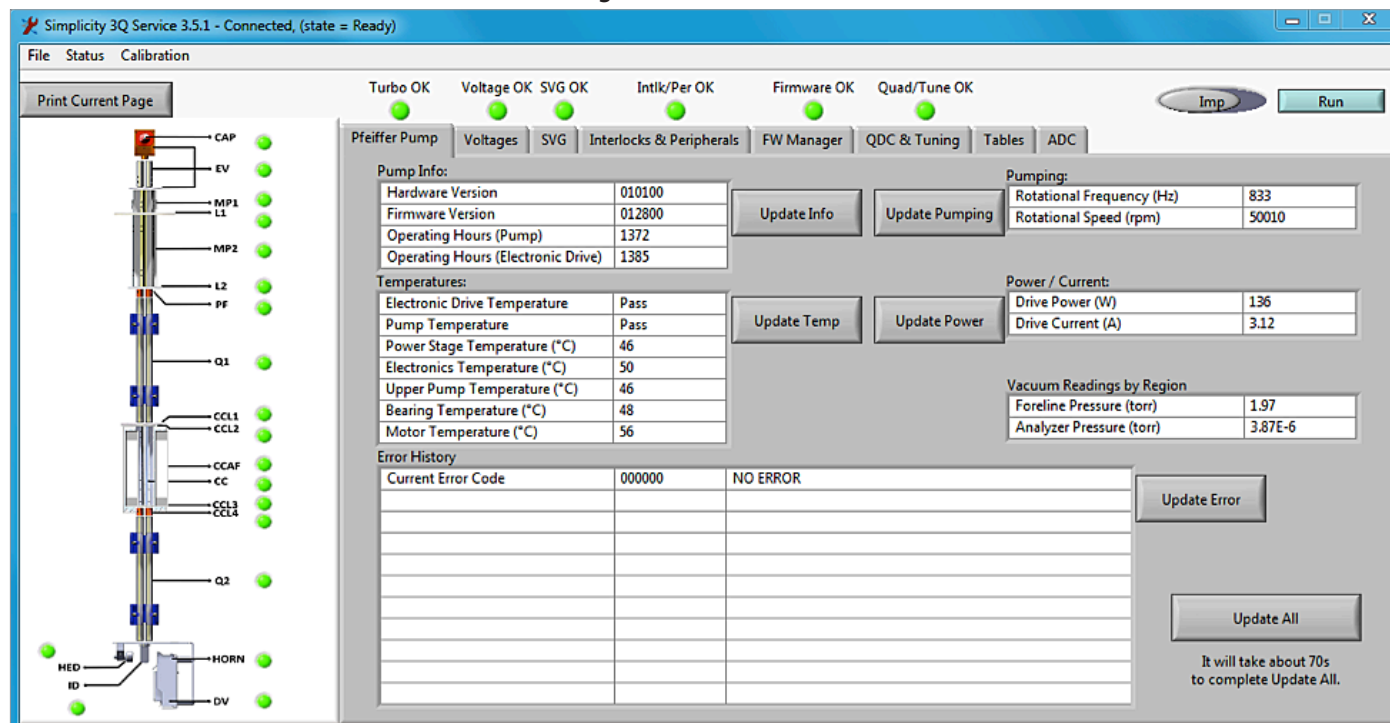 Simplicity 3Q Service 3.5.1 - Connected, (state = Ready)
File Status Calibration
Print Current Page
Turbo OK Voltage OK SVG OK Intlk/Per OK Firmware OK Quad/Tune OK
Imp Run
CAP
EV
MP1
L1
MP2
L2
PF
Q1
CCL1
CCL2
CCAF
CC
CCL3
CCL4
Q2
HED
HORN
ID
DV
Pfeiffer Pump Voltages SVG Interlocks & Peripherals FW Manager QDC & Tuning Tables ADC
Pump Info:
Hardware Version 010100
Firmware Version 012800
Operating Hours (Pump) 1372
Operating Hours (Electronic Drive) 1385
Update Info Update Pumping
Pumping:
Rotational Frequency (Hz) 833
Rotational Speed (rpm) 50010
Temperatures:
Electronic Drive Temperature Pass
Pump Temperature Pass
Power Stage Temperature (°C) 46
Electronics Temperature (°C) 50
Upper Pump Temperature (°C) 46
Bearing Temperature (°C) 48
Motor Temperature (°C) 56
Update Temp Update Power
Power / Current:
Drive Power (W) 136
Drive Current (A) 3.12
Vacuum Readings by Region
Foreline Pressure (torr) 1.97
Analyzer Pressure (torr) 3.87E-6
Error History
Current Error Code 000000 NO ERROR
Update Error
Update All
It will take about 70s
to complete Update All.